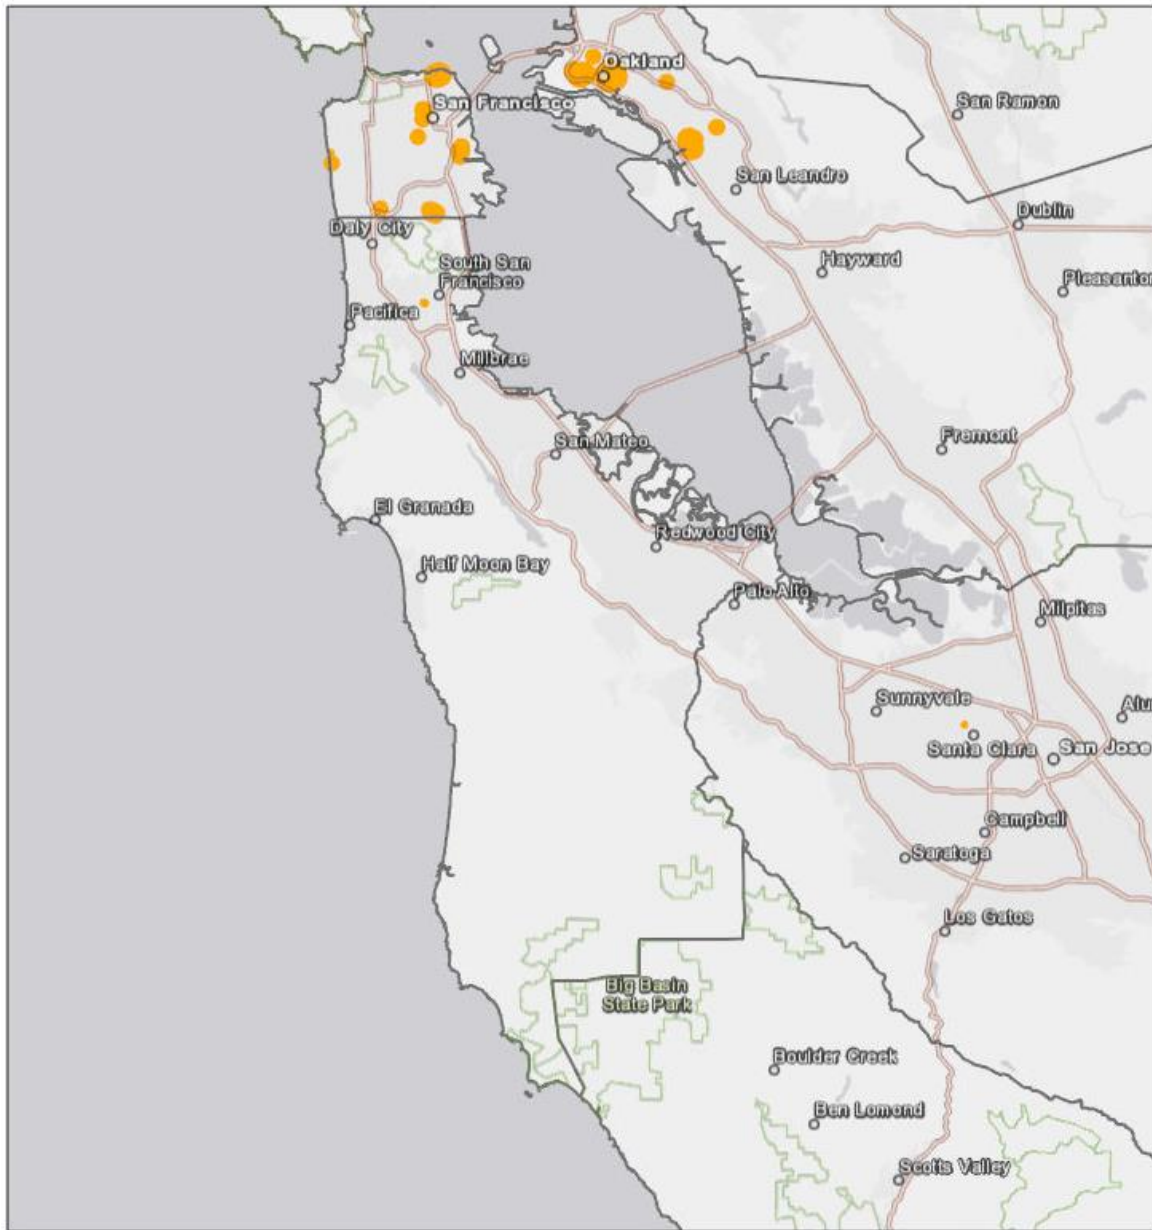 Oakland
San Ramon
San Francisco
San Leandro
Dublin
Daly City
Hayward
South San
Francisco
Pleasanton
Pacifica
Millbrae
Fremont
San Mateo
El Granada
Redwood City
Half Moon Bay
Palo Alto
Milpitas
Sunnyvale
Alu
Santa Clara
San Jose
Campbell
Saratoga
Los Gatos
Big Basin
State Park
Boulder Creek
Ben Lomond
Scotts Valley